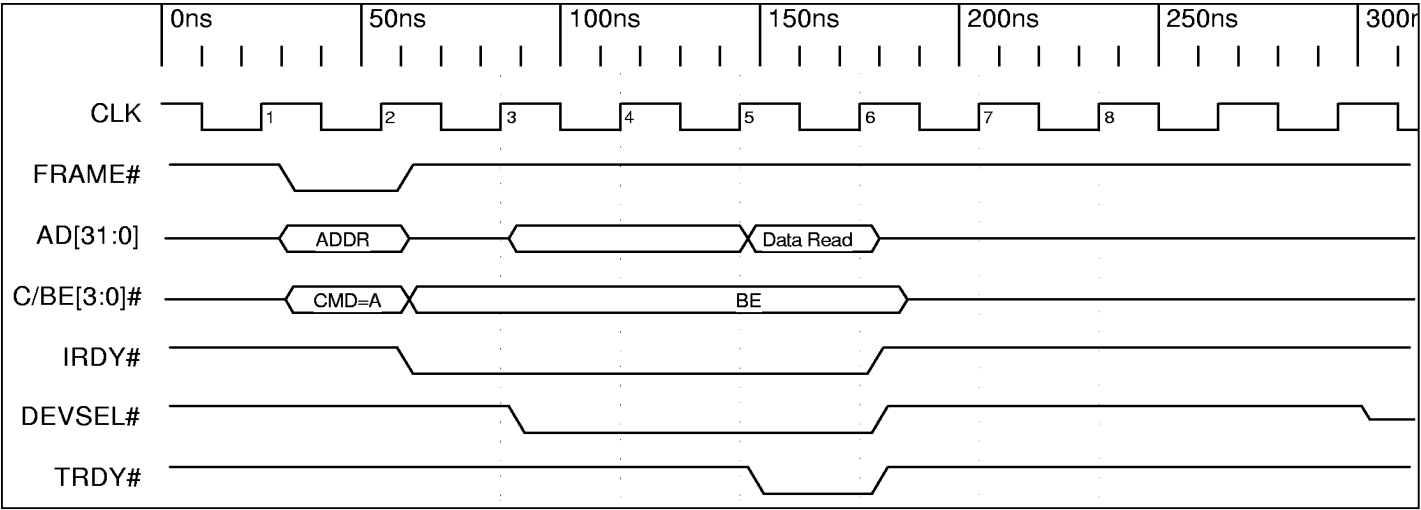 0ns 50ns 100ns 150ns 200ns 250ns 300n
CLK 1 2 3 4 5 6 7 8
FRAME#
AD[31:0] ADDR Data Read
C/BE[3:0]# CMD=A BE
IRDY#
DEVSEL#
TRDY#